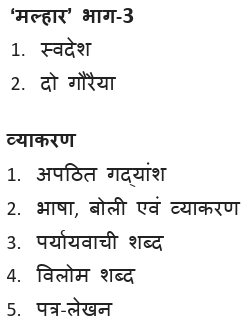 ‘मल्हार’ भाग-3
1. स्वदेश
2. दो गौरैया
व्याकरण
1. अपठित गद्यांश
2. भाषा, बोली एवं व्याकरण
3. पर्यायवाची शब्द
4. विलोम शब्द
5. पत्र-लेखन